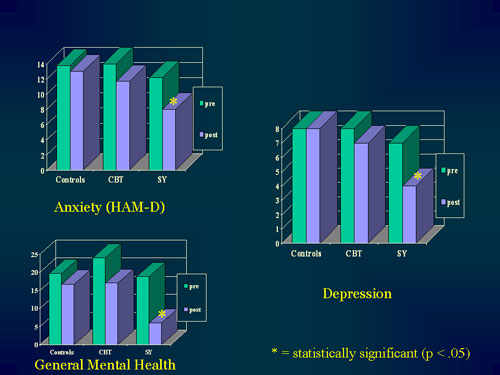 14
12
10
8
6
4
2
0
*
pre
post
Controls CBT SY
Anxiety (HAM-D)
25
20
15
10
5
0
*
pre
post
Controls CBT SY
General Mental Health
8
7
6
5
4
3
2
1
0
*
pre
post
Controls CBT SY
Depression
* = statistically significant (p < .05)